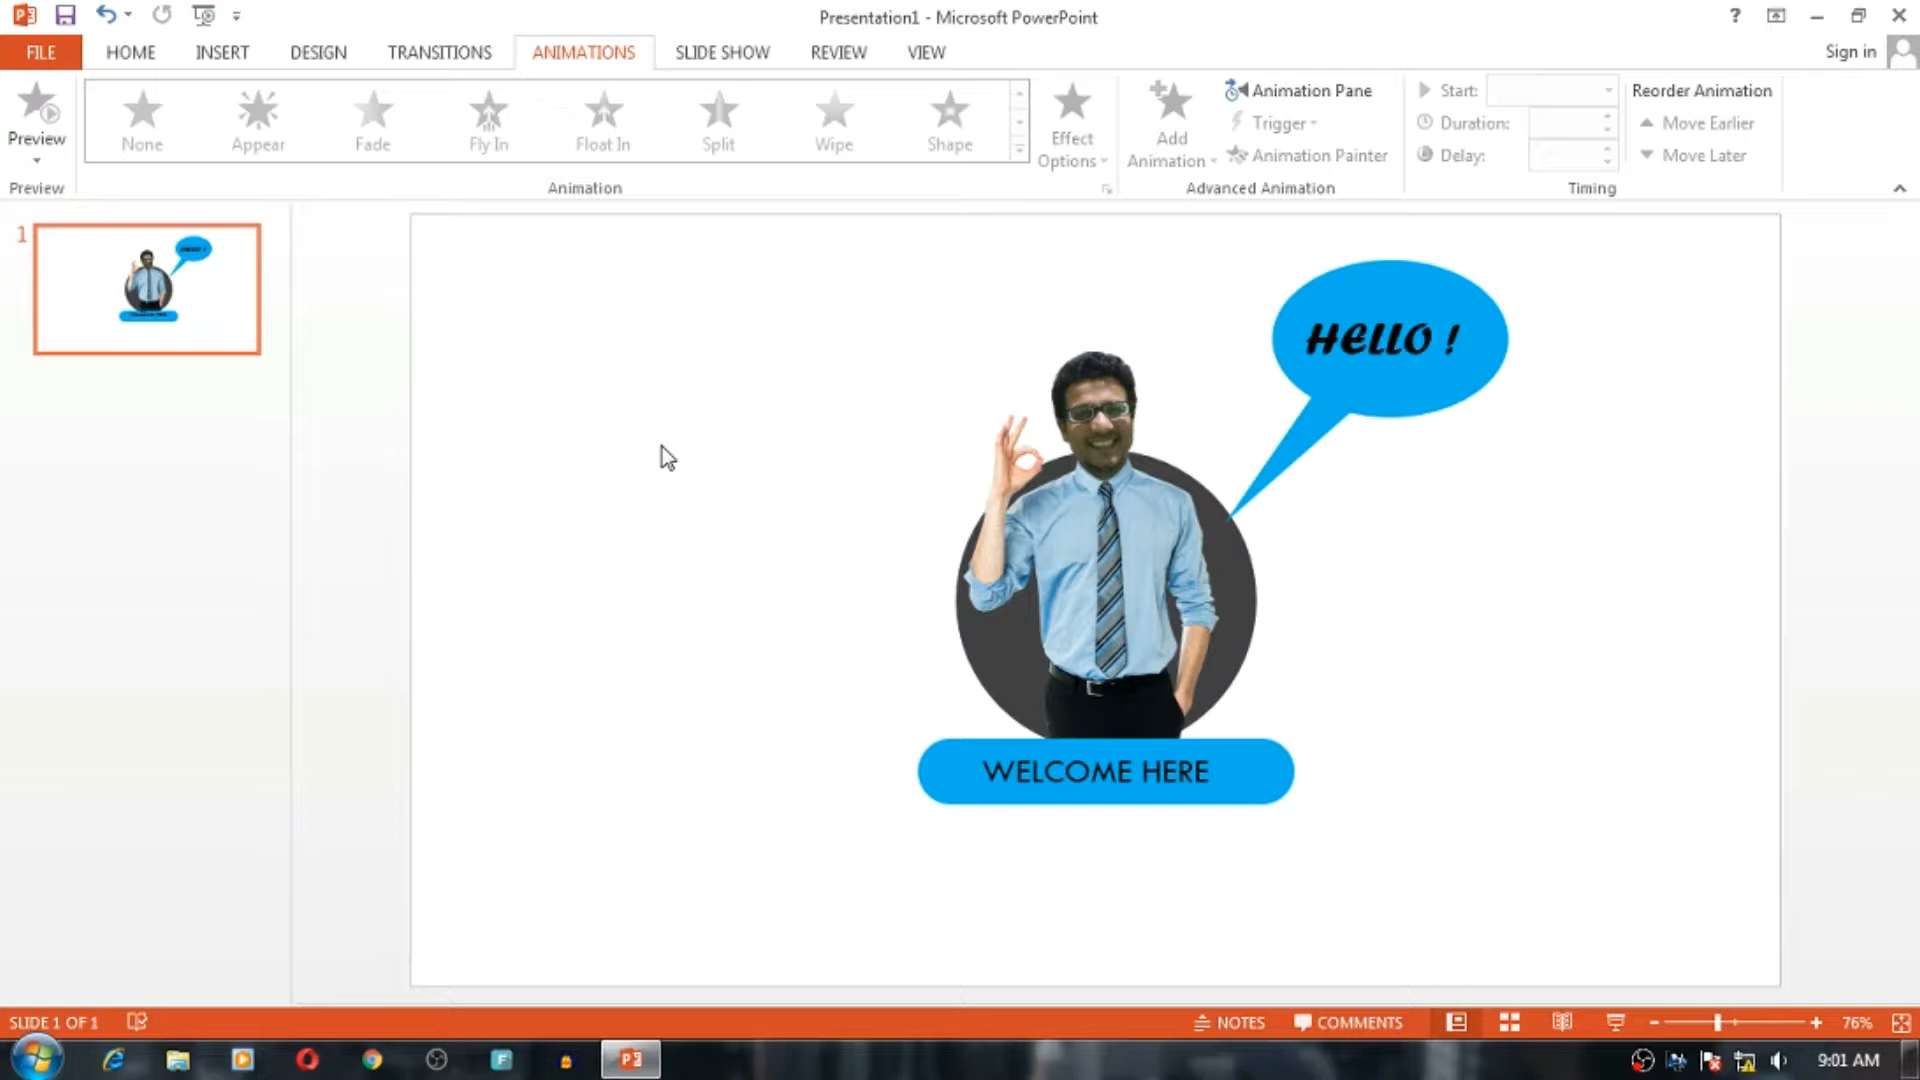 Presentation1 - Microsoft PowerPoint
?
FILE HOME INSERT DESIGN TRANSITIONS ANIMATIONS SLIDE SHOW REVIEW VIEW Sign in
Preview
None Appear Fade Fly In Float In Split Wipe Shape
Effect Options
Add Animation
Animation Pane
Trigger
Animation Painter
Start:
Duration:
Delay:
Reorder Animation
Move Earlier
Move Later
Preview Animation Advanced Animation Timing
1
HELLO !
WELCOME HERE
SLIDE 1 OF 1 NOTES COMMENTS 76%
9:01 AM